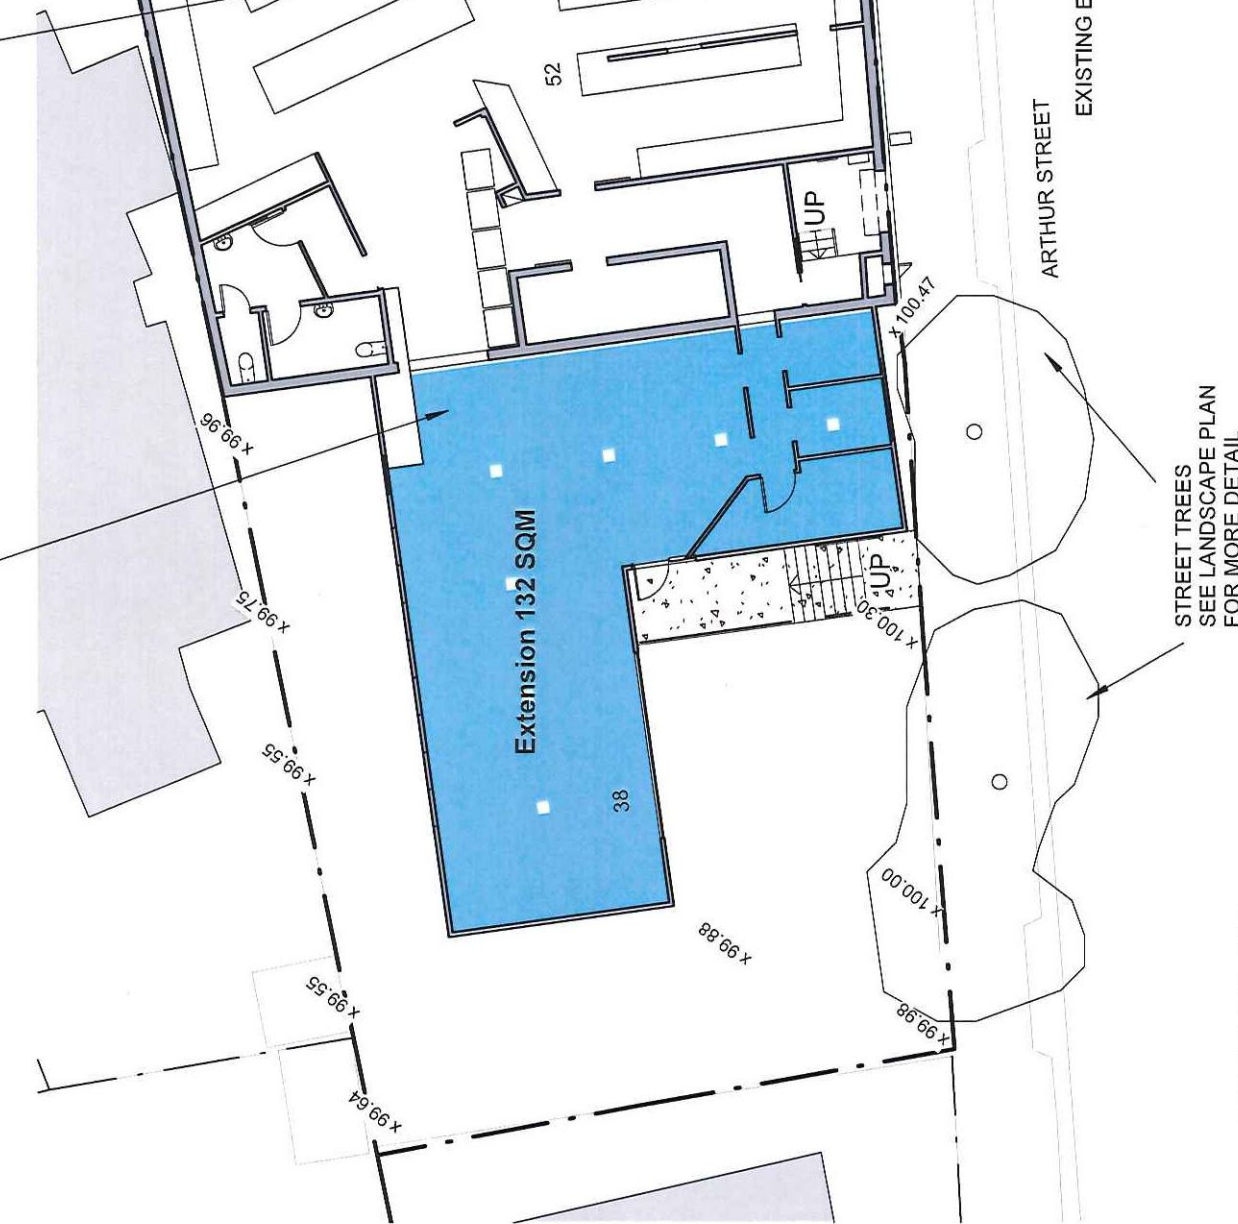 EXISTING E
ARTHUR STREET
52
UP
x 100.47
x 99.96
STREET TREES
SEE LANDSCAPE PLAN
FOR MORE DETAIL
Extension 132 SQM
UP
x 100.30
x 99.75
x 99.55
38
x 100.00
x 99.88
x 99.55
x 99.98
x 99.64